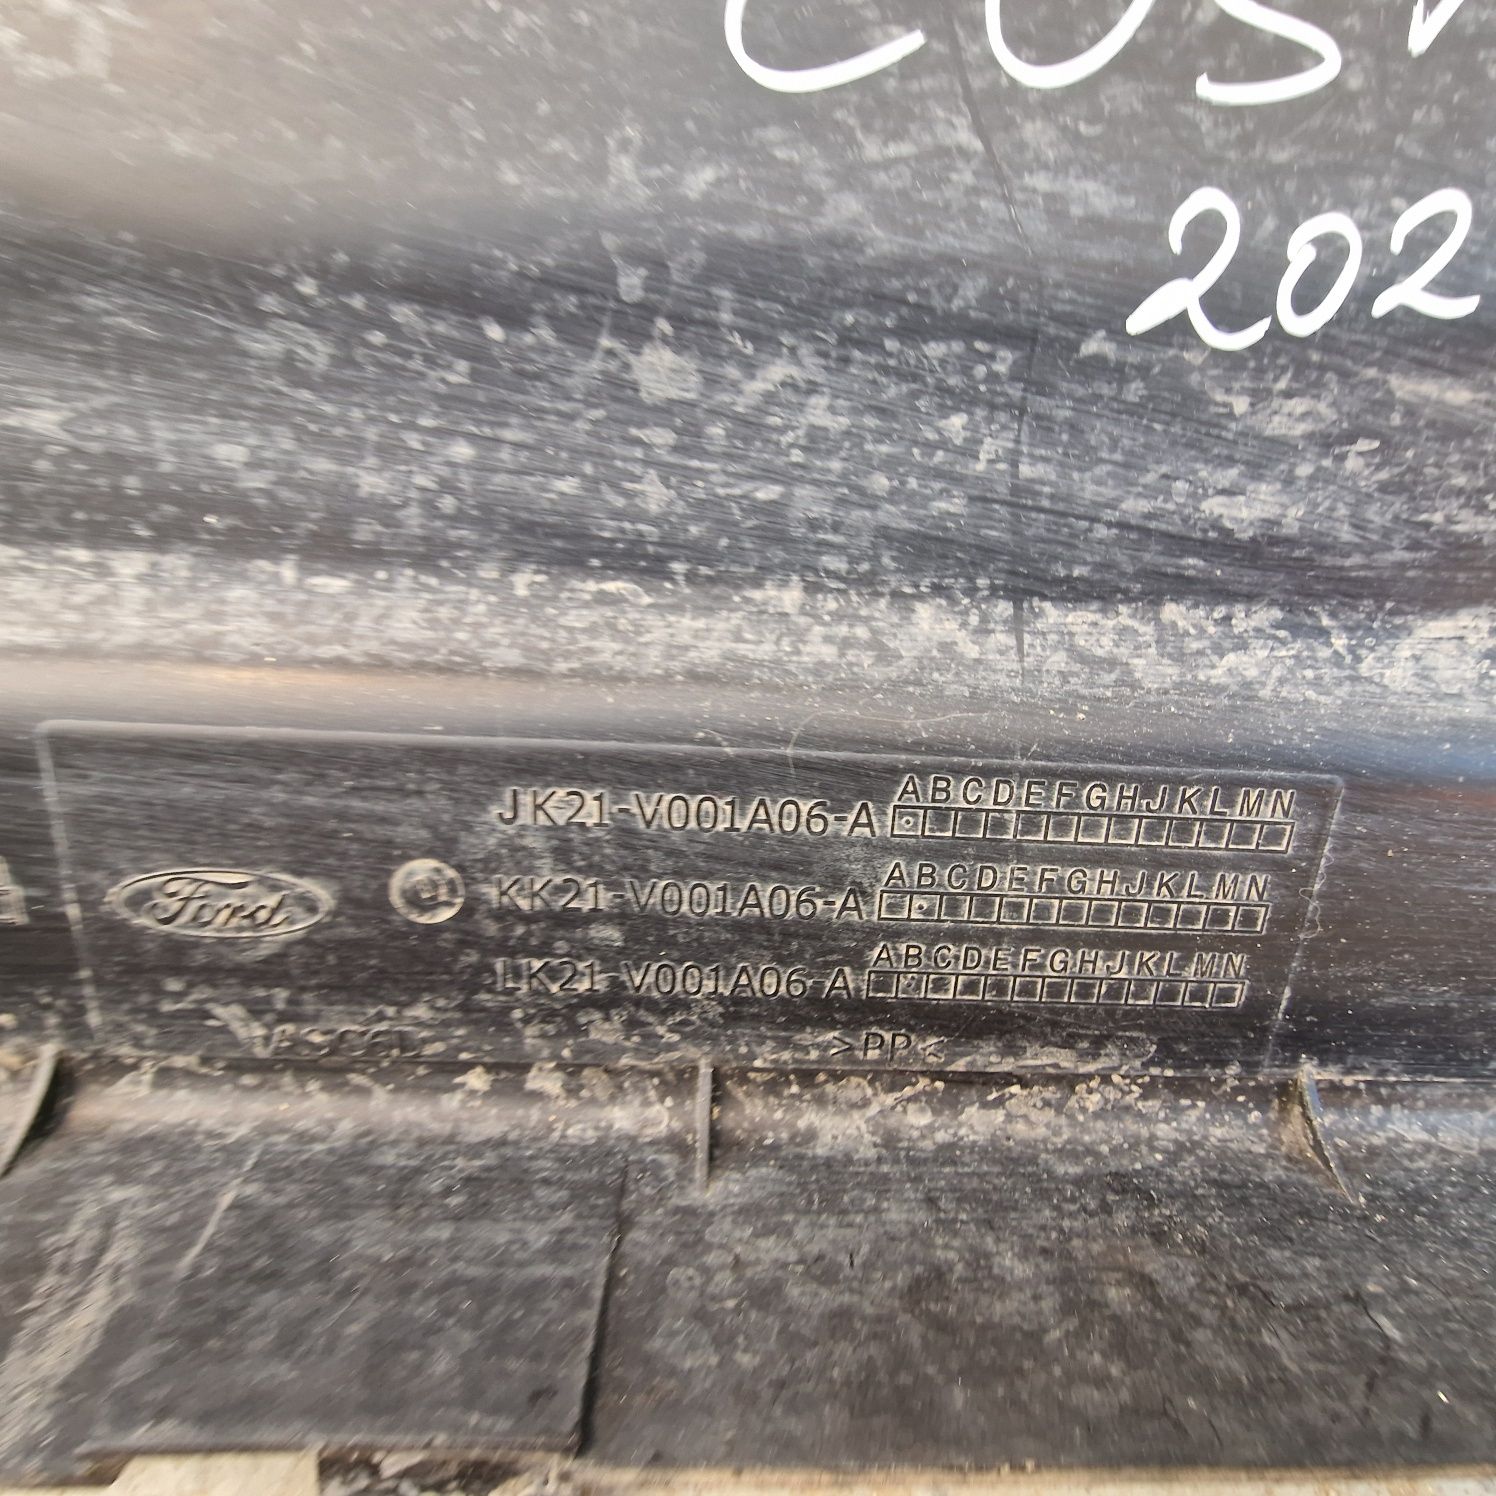 202
JK21-V001A06-A ABCDEFGHJKLMN
Ford KK21-V001A06-A ABCDEFGHJKLMN
LK21-V001A06-A ABCDEFGHJKLMN
>PP<